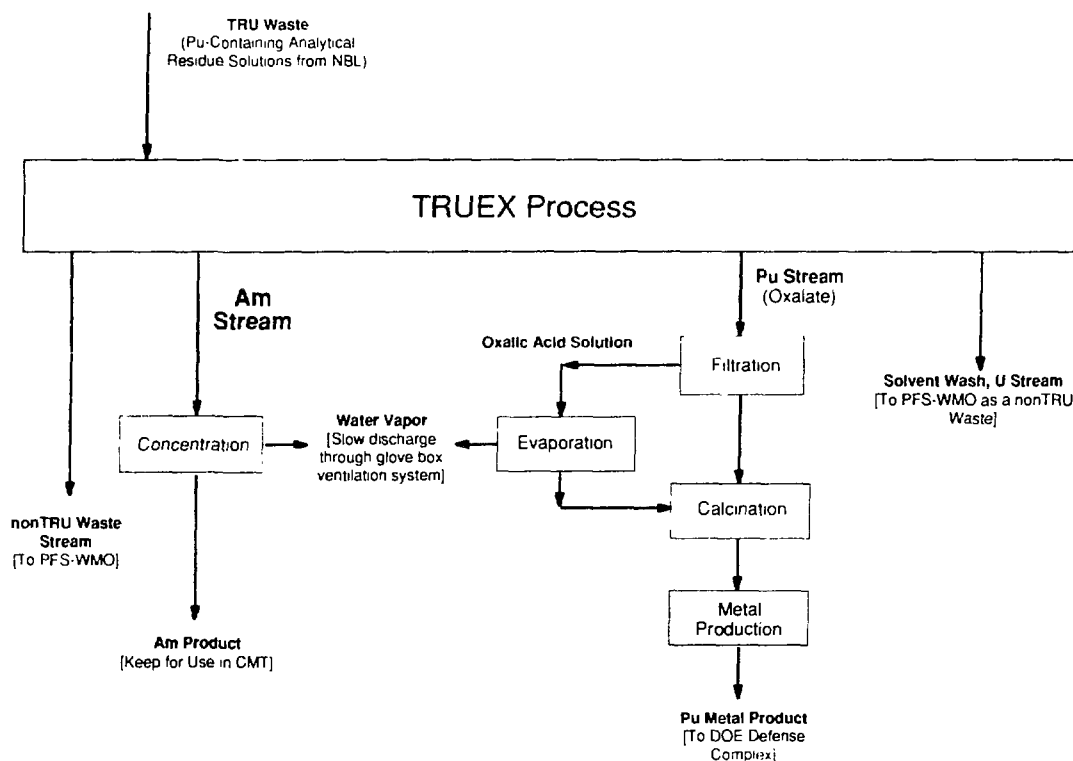 TRU Waste
(Pu-Containing Analytical
Residue Solutions from NBL)
TRUEX Process
Am
Stream
Pu Stream
(Oxalate)
Oxalic Acid Solution
Filtration
Solvent Wash, U Stream
[To PFS-WMO as a nonTRU
Waste]
Concentration
Water Vapor
[Slow discharge
through glove box
ventilation system]
Evaporation
Calcination
nonTRU Waste
Stream
[To PFS-WMO]
Metal
Production
Am Product
[Keep for Use in CMT]
Pu Metal Product
[To DOE Defense
Complex]